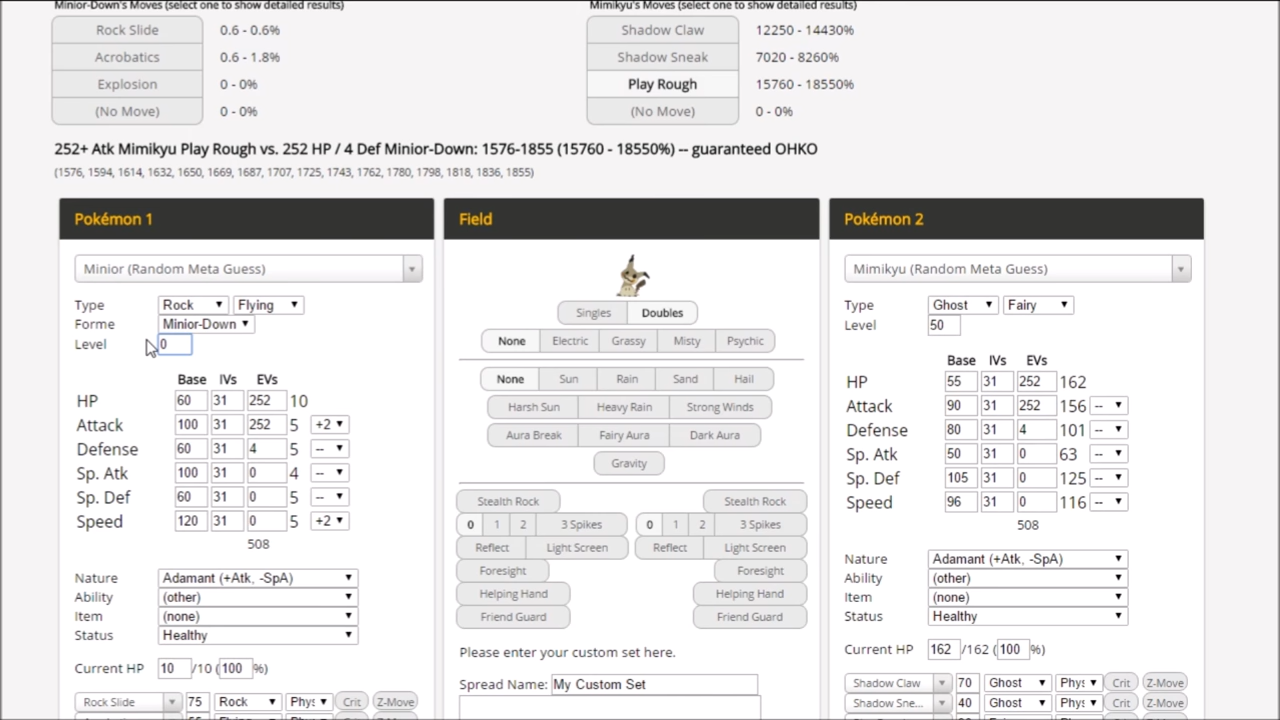 Minior-Down's Moves (select one to show detailed results)
Mimikyu's Moves (select one to show detailed results)
Rock Slide 0.6 - 0.6%
Acrobatics 0.6 - 1.8%
Explosion 0 - 0%
(No Move) 0 - 0%
Shadow Claw 12250 - 14430%
Shadow Sneak 7020 - 8260%
Play Rough 15760 - 18550%
(No Move) 0 - 0%
252+ Atk Mimikyu Play Rough vs. 252 HP / 4 Def Minior-Down: 1576-1855 (15760 - 18550%) -- guaranteed OHKO
(1576, 1594, 1614, 1632, 1650, 1669, 1687, 1707, 1725, 1743, 1762, 1780, 1798, 1818, 1836, 1855)
Pokémon 1
Minior (Random Meta Guess)
Type Rock Flying
Forme Minior-Down
Level 0
Base IVs EVs
HP 60 31 252 10
Attack 100 31 252 5 +2
Defense 60 31 4 5 --
Sp. Atk 100 31 0 4 --
Sp. Def 60 31 0 5 --
Speed 120 31 0 5 +2
508
Nature Adamant (+Atk, -SpA)
Ability (other)
Item (none)
Status Healthy
Current HP 10 /10 (100 %)
Rock Slide 75 Rock Phys Crit Z-Move
Field
Singles Doubles
None Electric Grassy Misty Psychic
None Sun Rain Sand Hail
Harsh Sun Heavy Rain Strong Winds
Aura Break Fairy Aura Dark Aura
Gravity
Stealth Rock Stealth Rock
0 1 2 3 Spikes 0 1 2 3 Spikes
Reflect Light Screen Reflect Light Screen
Foresight Foresight
Helping Hand Helping Hand
Friend Guard Friend Guard
Please enter your custom set here.
Spread Name: My Custom Set
Pokémon 2
Mimikyu (Random Meta Guess)
Type Ghost Fairy
Level 50
Base IVs EVs
HP 55 31 252 162
Attack 90 31 252 156 --
Defense 80 31 4 101 --
Sp. Atk 50 31 0 63 --
Sp. Def 105 31 0 125 --
Speed 96 31 0 116 --
508
Nature Adamant (+Atk, -SpA)
Ability (other)
Item (none)
Status Healthy
Current HP 162 /162 (100 %)
Shadow Claw 70 Ghost Phys Crit Z-Move
Shadow Sne... 40 Ghost Phys Crit Z-Move